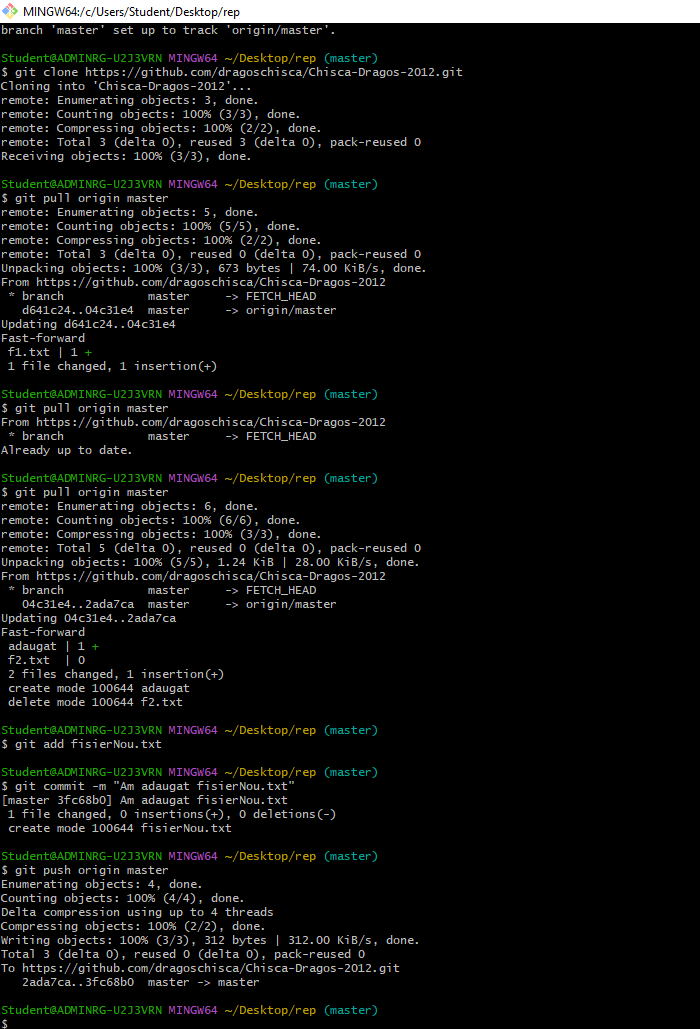 MINGW64:/c/Users/Student/Desktop/rep
branch 'master' set up to track 'origin/master'.
Student@ADMINRG-U2J3VRN MINGW64 ~/Desktop/rep (master)
$ git clone https://github.com/dragoschisca/Chisca-Dragos-2012.git
Cloning into 'Chisca-Dragos-2012'...
remote: Enumerating objects: 3, done.
remote: Counting objects: 100% (3/3), done.
remote: Compressing objects: 100% (2/2), done.
remote: Total 3 (delta 0), reused 3 (delta 0), pack-reused 0
Receiving objects: 100% (3/3), done.
Student@ADMINRG-U2J3VRN MINGW64 ~/Desktop/rep (master)
$ git pull origin master
remote: Enumerating objects: 5, done.
remote: Counting objects: 100% (5/5), done.
remote: Compressing objects: 100% (2/2), done.
remote: Total 3 (delta 0), reused 0 (delta 0), pack-reused 0
Unpacking objects: 100% (3/3), 673 bytes | 74.00 KiB/s, done.
From https://github.com/dragoschisca/Chisca-Dragos-2012
 * branch            master     -> FETCH_HEAD
   d641c24..04c31e4  master     -> origin/master
Updating d641c24..04c31e4
Fast-forward
 f1.txt | 1 +
 1 file changed, 1 insertion(+)
Student@ADMINRG-U2J3VRN MINGW64 ~/Desktop/rep (master)
$ git pull origin master
From https://github.com/dragoschisca/Chisca-Dragos-2012
 * branch            master     -> FETCH_HEAD
Already up to date.
Student@ADMINRG-U2J3VRN MINGW64 ~/Desktop/rep (master)
$ git pull origin master
remote: Enumerating objects: 6, done.
remote: Counting objects: 100% (6/6), done.
remote: Compressing objects: 100% (3/3), done.
remote: Total 5 (delta 0), reused 0 (delta 0), pack-reused 0
Unpacking objects: 100% (5/5), 1.24 KiB | 28.00 KiB/s, done.
From https://github.com/dragoschisca/Chisca-Dragos-2012
 * branch            master     -> FETCH_HEAD
   04c31e4..2ada7ca  master     -> origin/master
Updating 04c31e4..2ada7ca
Fast-forward
 adaugat | 1 +
 f2.txt  | 0
 2 files changed, 1 insertion(+)
 create mode 100644 adaugat
 delete mode 100644 f2.txt
Student@ADMINRG-U2J3VRN MINGW64 ~/Desktop/rep (master)
$ git add fisierNou.txt
Student@ADMINRG-U2J3VRN MINGW64 ~/Desktop/rep (master)
$ git commit -m "Am adaugat fisierNou.txt"
[master 3fc68b0] Am adaugat fisierNou.txt
 1 file changed, 0 insertions(+), 0 deletions(-)
 create mode 100644 fisierNou.txt
Student@ADMINRG-U2J3VRN MINGW64 ~/Desktop/rep (master)
$ git push origin master
Enumerating objects: 4, done.
Counting objects: 100% (4/4), done.
Delta compression using up to 4 threads
Compressing objects: 100% (2/2), done.
Writing objects: 100% (3/3), 312 bytes | 312.00 KiB/s, done.
Total 3 (delta 0), reused 0 (delta 0), pack-reused 0
To https://github.com/dragoschisca/Chisca-Dragos-2012.git
   2ada7ca..3fc68b0  master -> master
Student@ADMINRG-U2J3VRN MINGW64 ~/Desktop/rep (master)
$